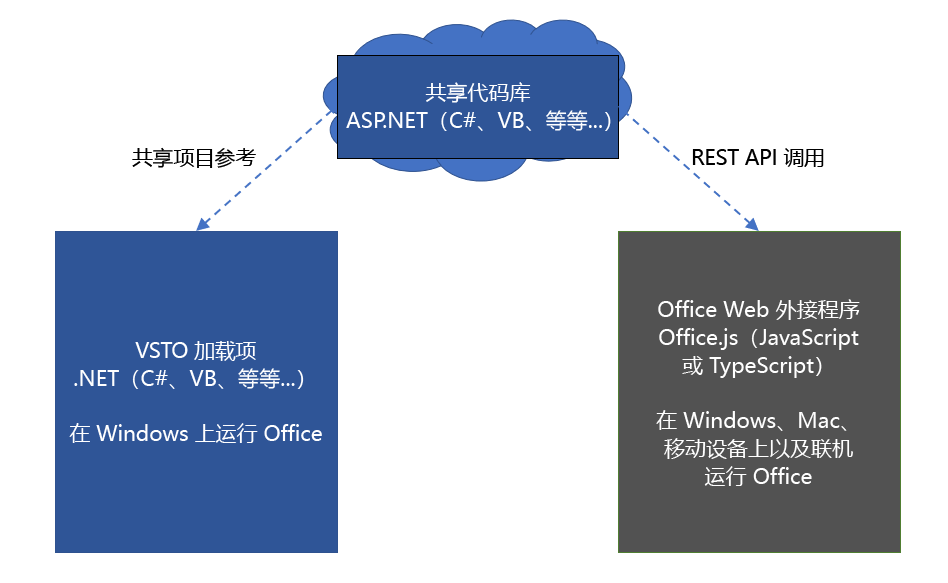 共享代码库
ASP.NET（C#、VB、等等...）
共享项目参考
REST API 调用
VSTO 加载项
.NET（C#、VB、等等...）
在 Windows 上运行 Office
Office Web 外接程序
Office.js（JavaScript
或 TypeScript）
在 Windows、Mac、
移动设备上以及联机
运行 Office